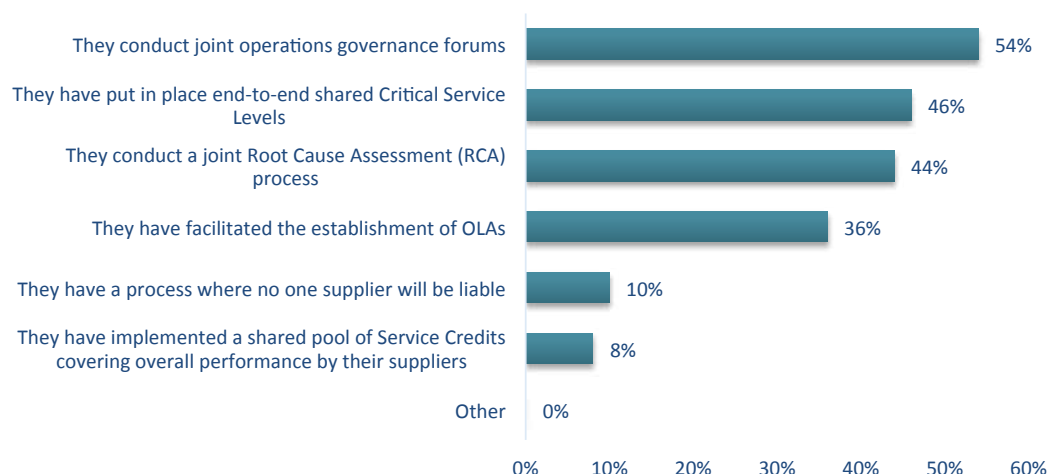 They conduct joint operations governance forums
54%
They have put in place end-to-end shared Critical Service
Levels
46%
They conduct a joint Root Cause Assessment (RCA)
process
44%
They have facilitated the establishment of OLAs
36%
They have a process where no one supplier will be liable
10%
They have implemented a shared pool of Service Credits
covering overall performance by their suppliers
8%
Other
0%
0% 10% 20% 30% 40% 50% 60%